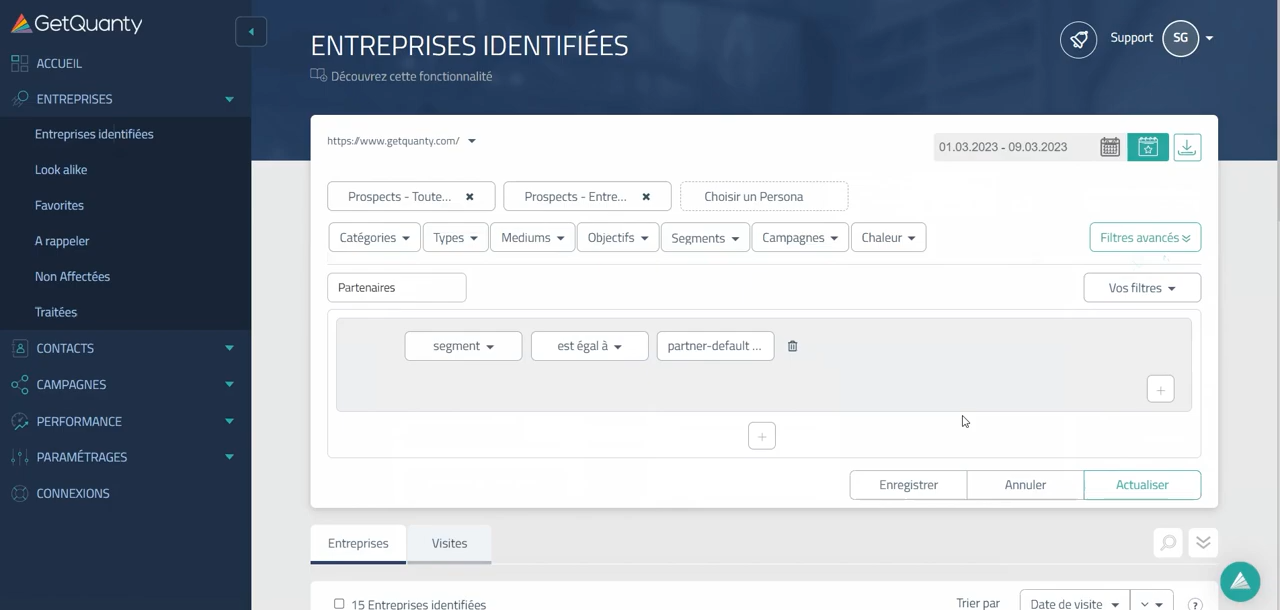 GetQuanty
ACCUEIL
ENTREPRISES
Entreprises identifiées
Look alike
Favorites
A rappeler
Non Affectées
Traitées
CONTACTS
CAMPAGNES
PERFORMANCE
PARAMÉTRAGES
CONNEXIONS
ENTREPRISES IDENTIFIÉES
Découvrez cette fonctionnalité
Support SG
https://www.getquanty.com/
01.03.2023 - 09.03.2023
Prospects - Toute... Prospects - Entre... Choisir un Persona
Catégories Types Mediums Objectifs Segments Campagnes Chaleur Filtres avancés
Partenaires Vos filtres
segment est égal à partner-default ...
+
+
Enregistrer Annuler Actualiser
Entreprises Visites
15 Entreprises identifiées Trier par Date de visite ?